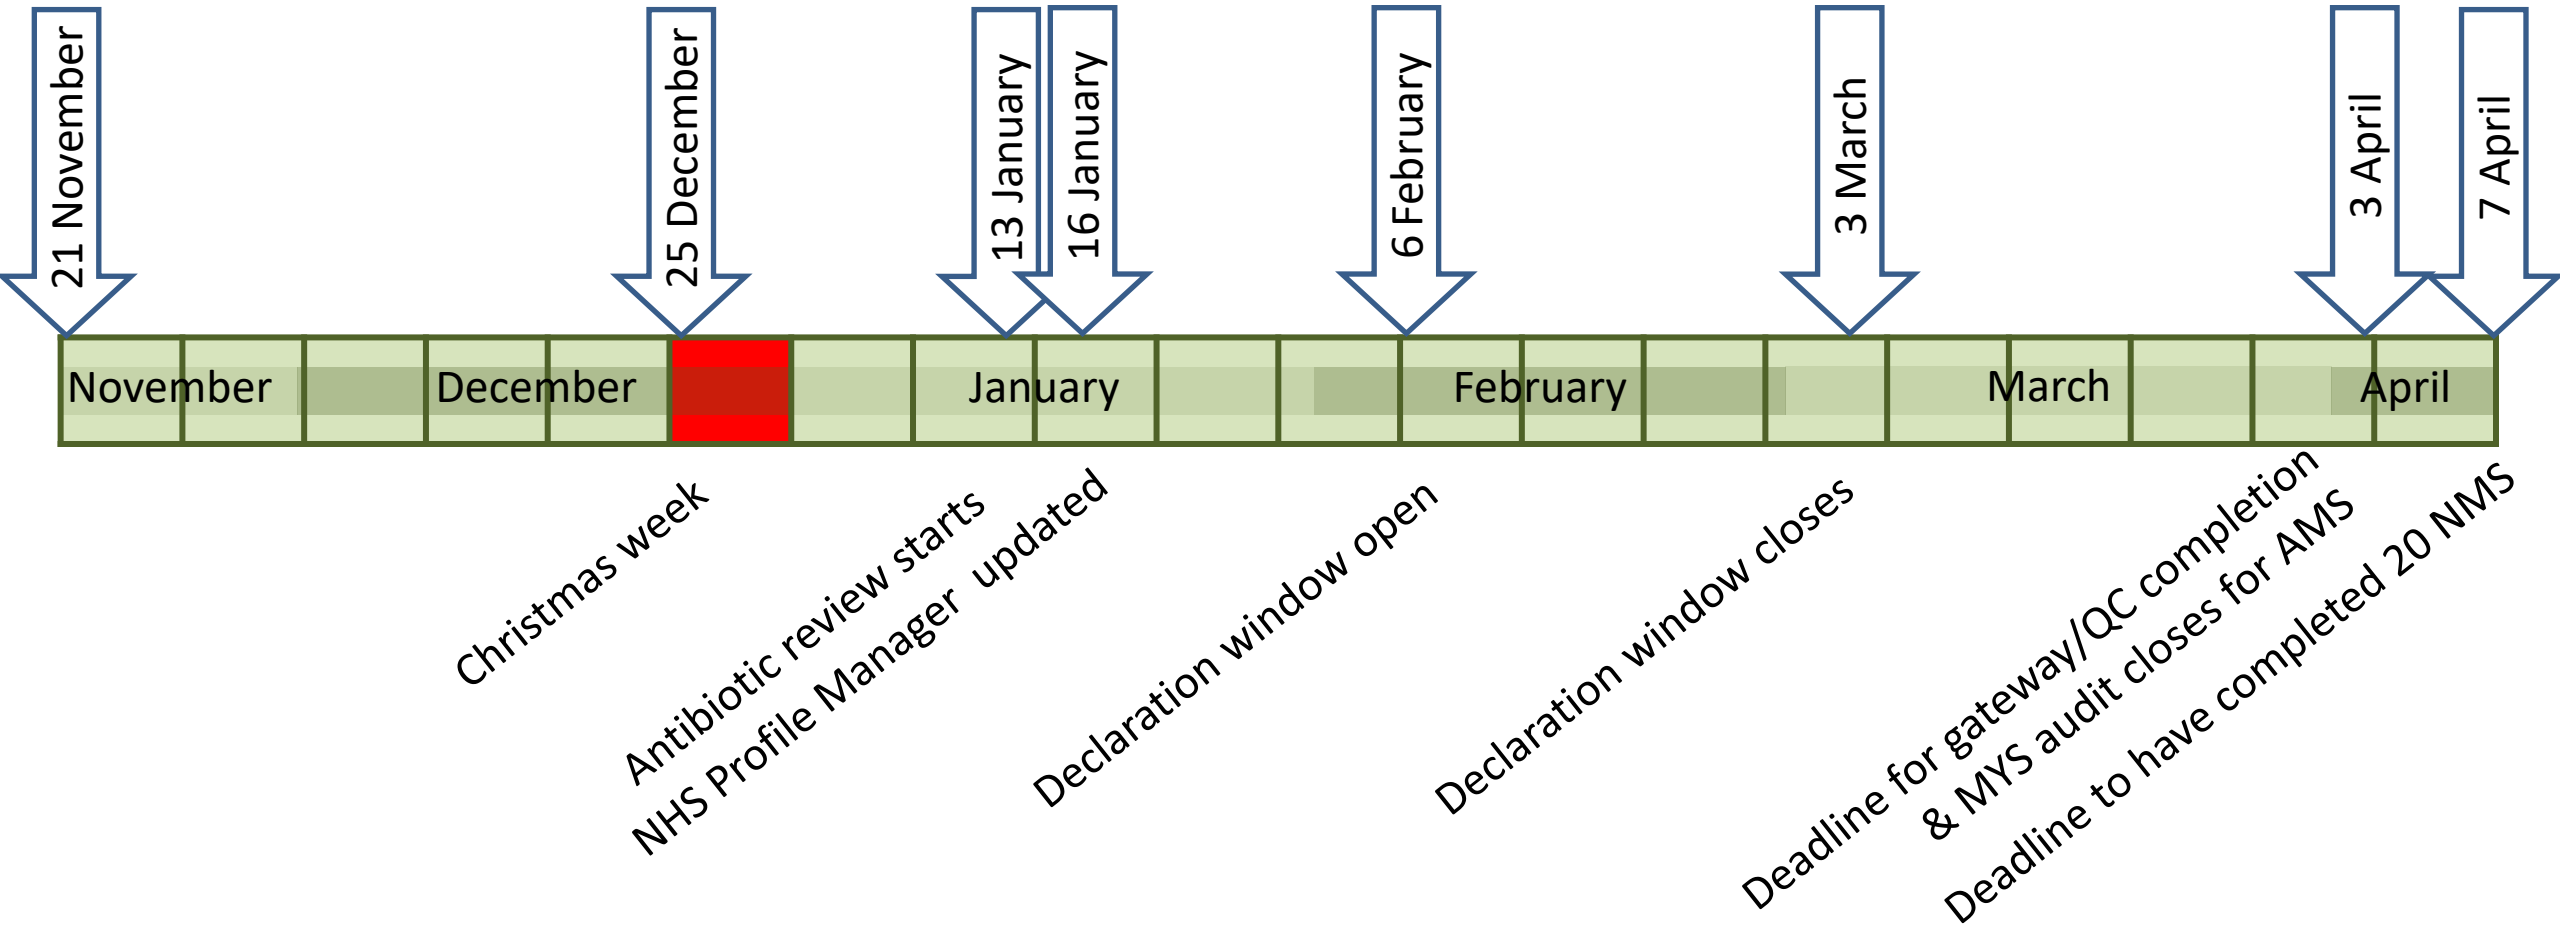 21 November
25 December
13 January
16 January
6 February
3 March
3 April
7 April
November
December
January
February
March
April
Christmas week
Antibiotic review starts
NHS Profile Manager  updated
Declaration window open
Declaration window closes
Deadline for gateway/QC completion
& MYS audit closes for AMS
Deadline to have completed 20 NMS